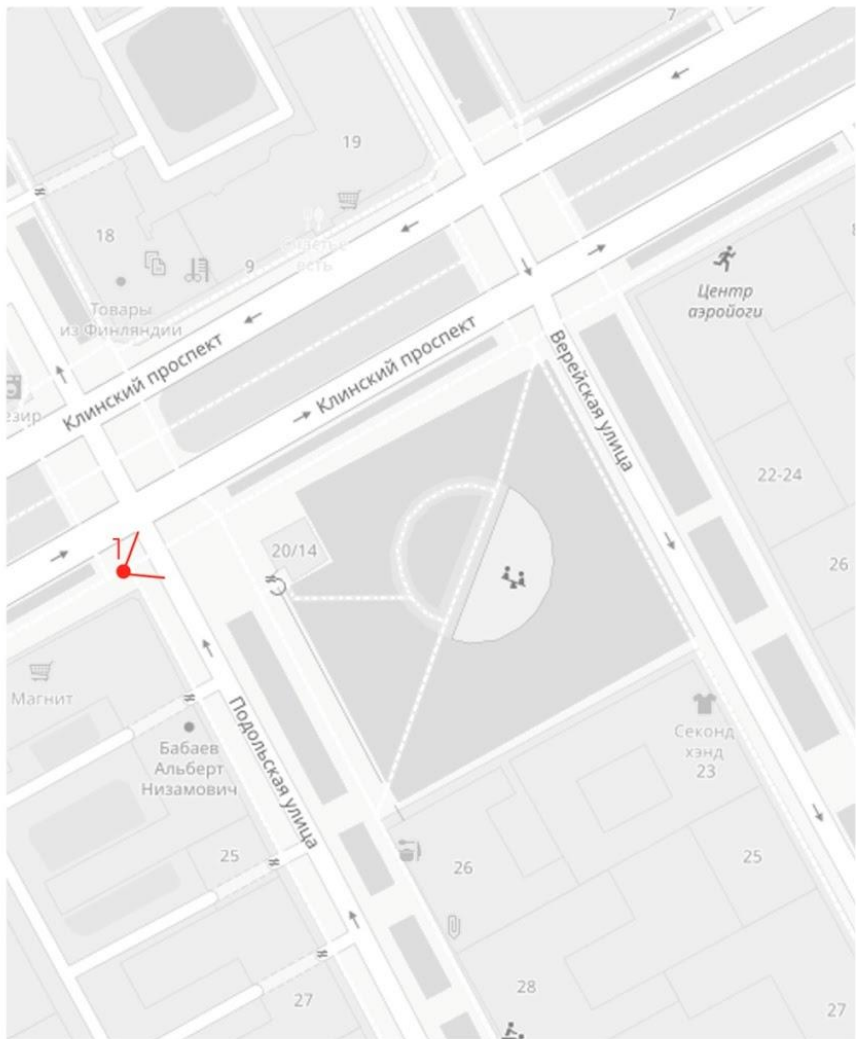 7
19
18
9
Счастье
есть
Товары
из Финляндии
Клинский проспект
Клинский проспект
езир
Центр
аэройоги
Верейская улица
22-24
26
20/14
1
Магнит
Бабаев
Альберт
Низамович
Подольская улица
Секонд
хэнд
23
25
26
25
27
28
27